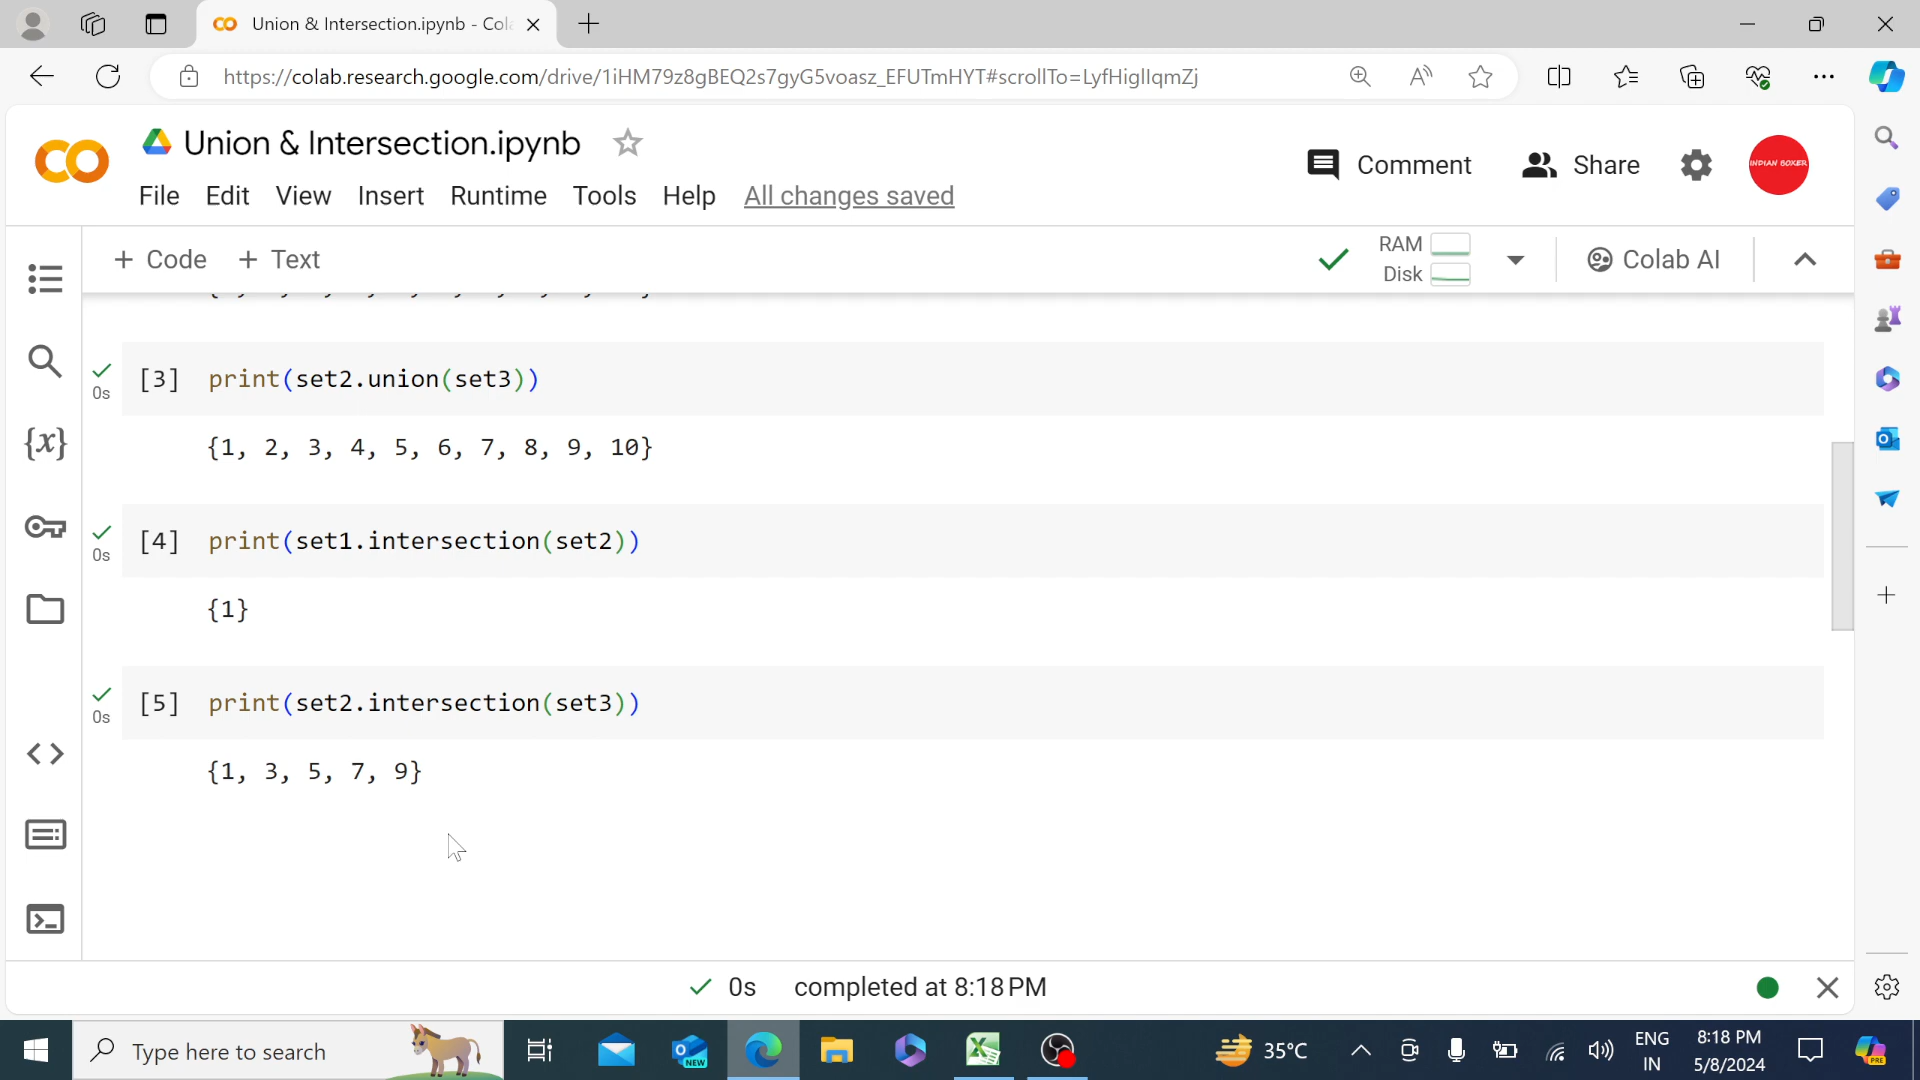 Union & Intersection.ipynb - Col
https://colab.research.google.com/drive/1iHM79z8gBEQ2s7gyG5voasz_EFUTmHYT#scrollTo=LyfHiglIqmZj
Union & Intersection.ipynb
Comment
Share
INDIAN BOXER
File Edit View Insert Runtime Tools Help All changes saved
+ Code + Text
RAM
Disk
Colab AI
[3] print(set2.union(set3))
0s
{1, 2, 3, 4, 5, 6, 7, 8, 9, 10}
{x}
[4] print(set1.intersection(set2))
0s
{1}
[5] print(set2.intersection(set3))
0s
{1, 3, 5, 7, 9}
0s completed at 8:18 PM
Type here to search
NEW
35°C
ENG
IN
8:18 PM
5/8/2024
PRE